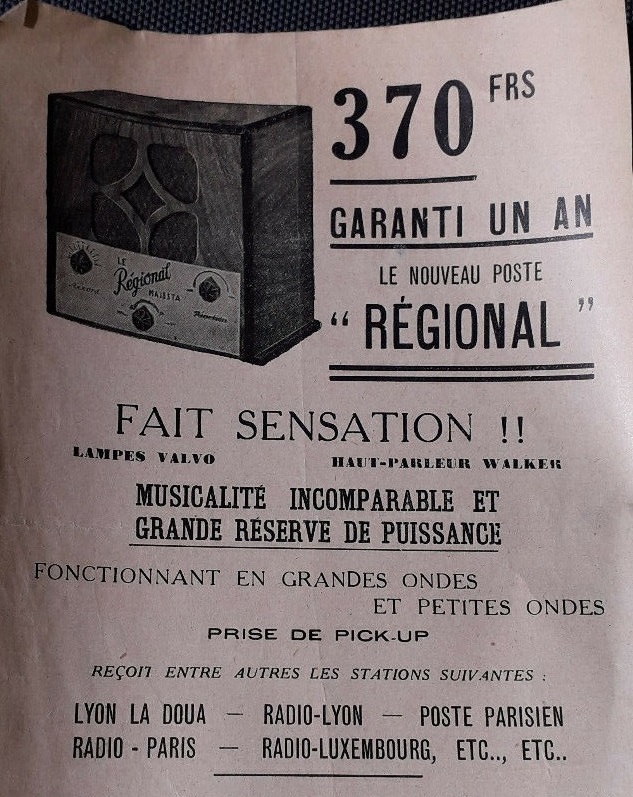 370 FRS
GARANTI UN AN
LE NOUVEAU POSTE
“ RÉGIONAL ”
LE
Régional
MAJESTA
FAIT SENSATION !!
LAMPES VALVO HAUT-PARLEUR WALKER
MUSICALITÉ INCOMPARABLE ET
GRANDE RÉSERVE DE PUISSANCE
FONCTIONNANT EN GRANDES ONDES
ET PETITES ONDES
PRISE DE PICK-UP
REÇOIT ENTRE AUTRES LES STATIONS SUIVANTES :
LYON LA DOUA — RADIO-LYON — POSTE PARISIEN
RADIO - PARIS — RADIO-LUXEMBOURG, ETC.., ETC..